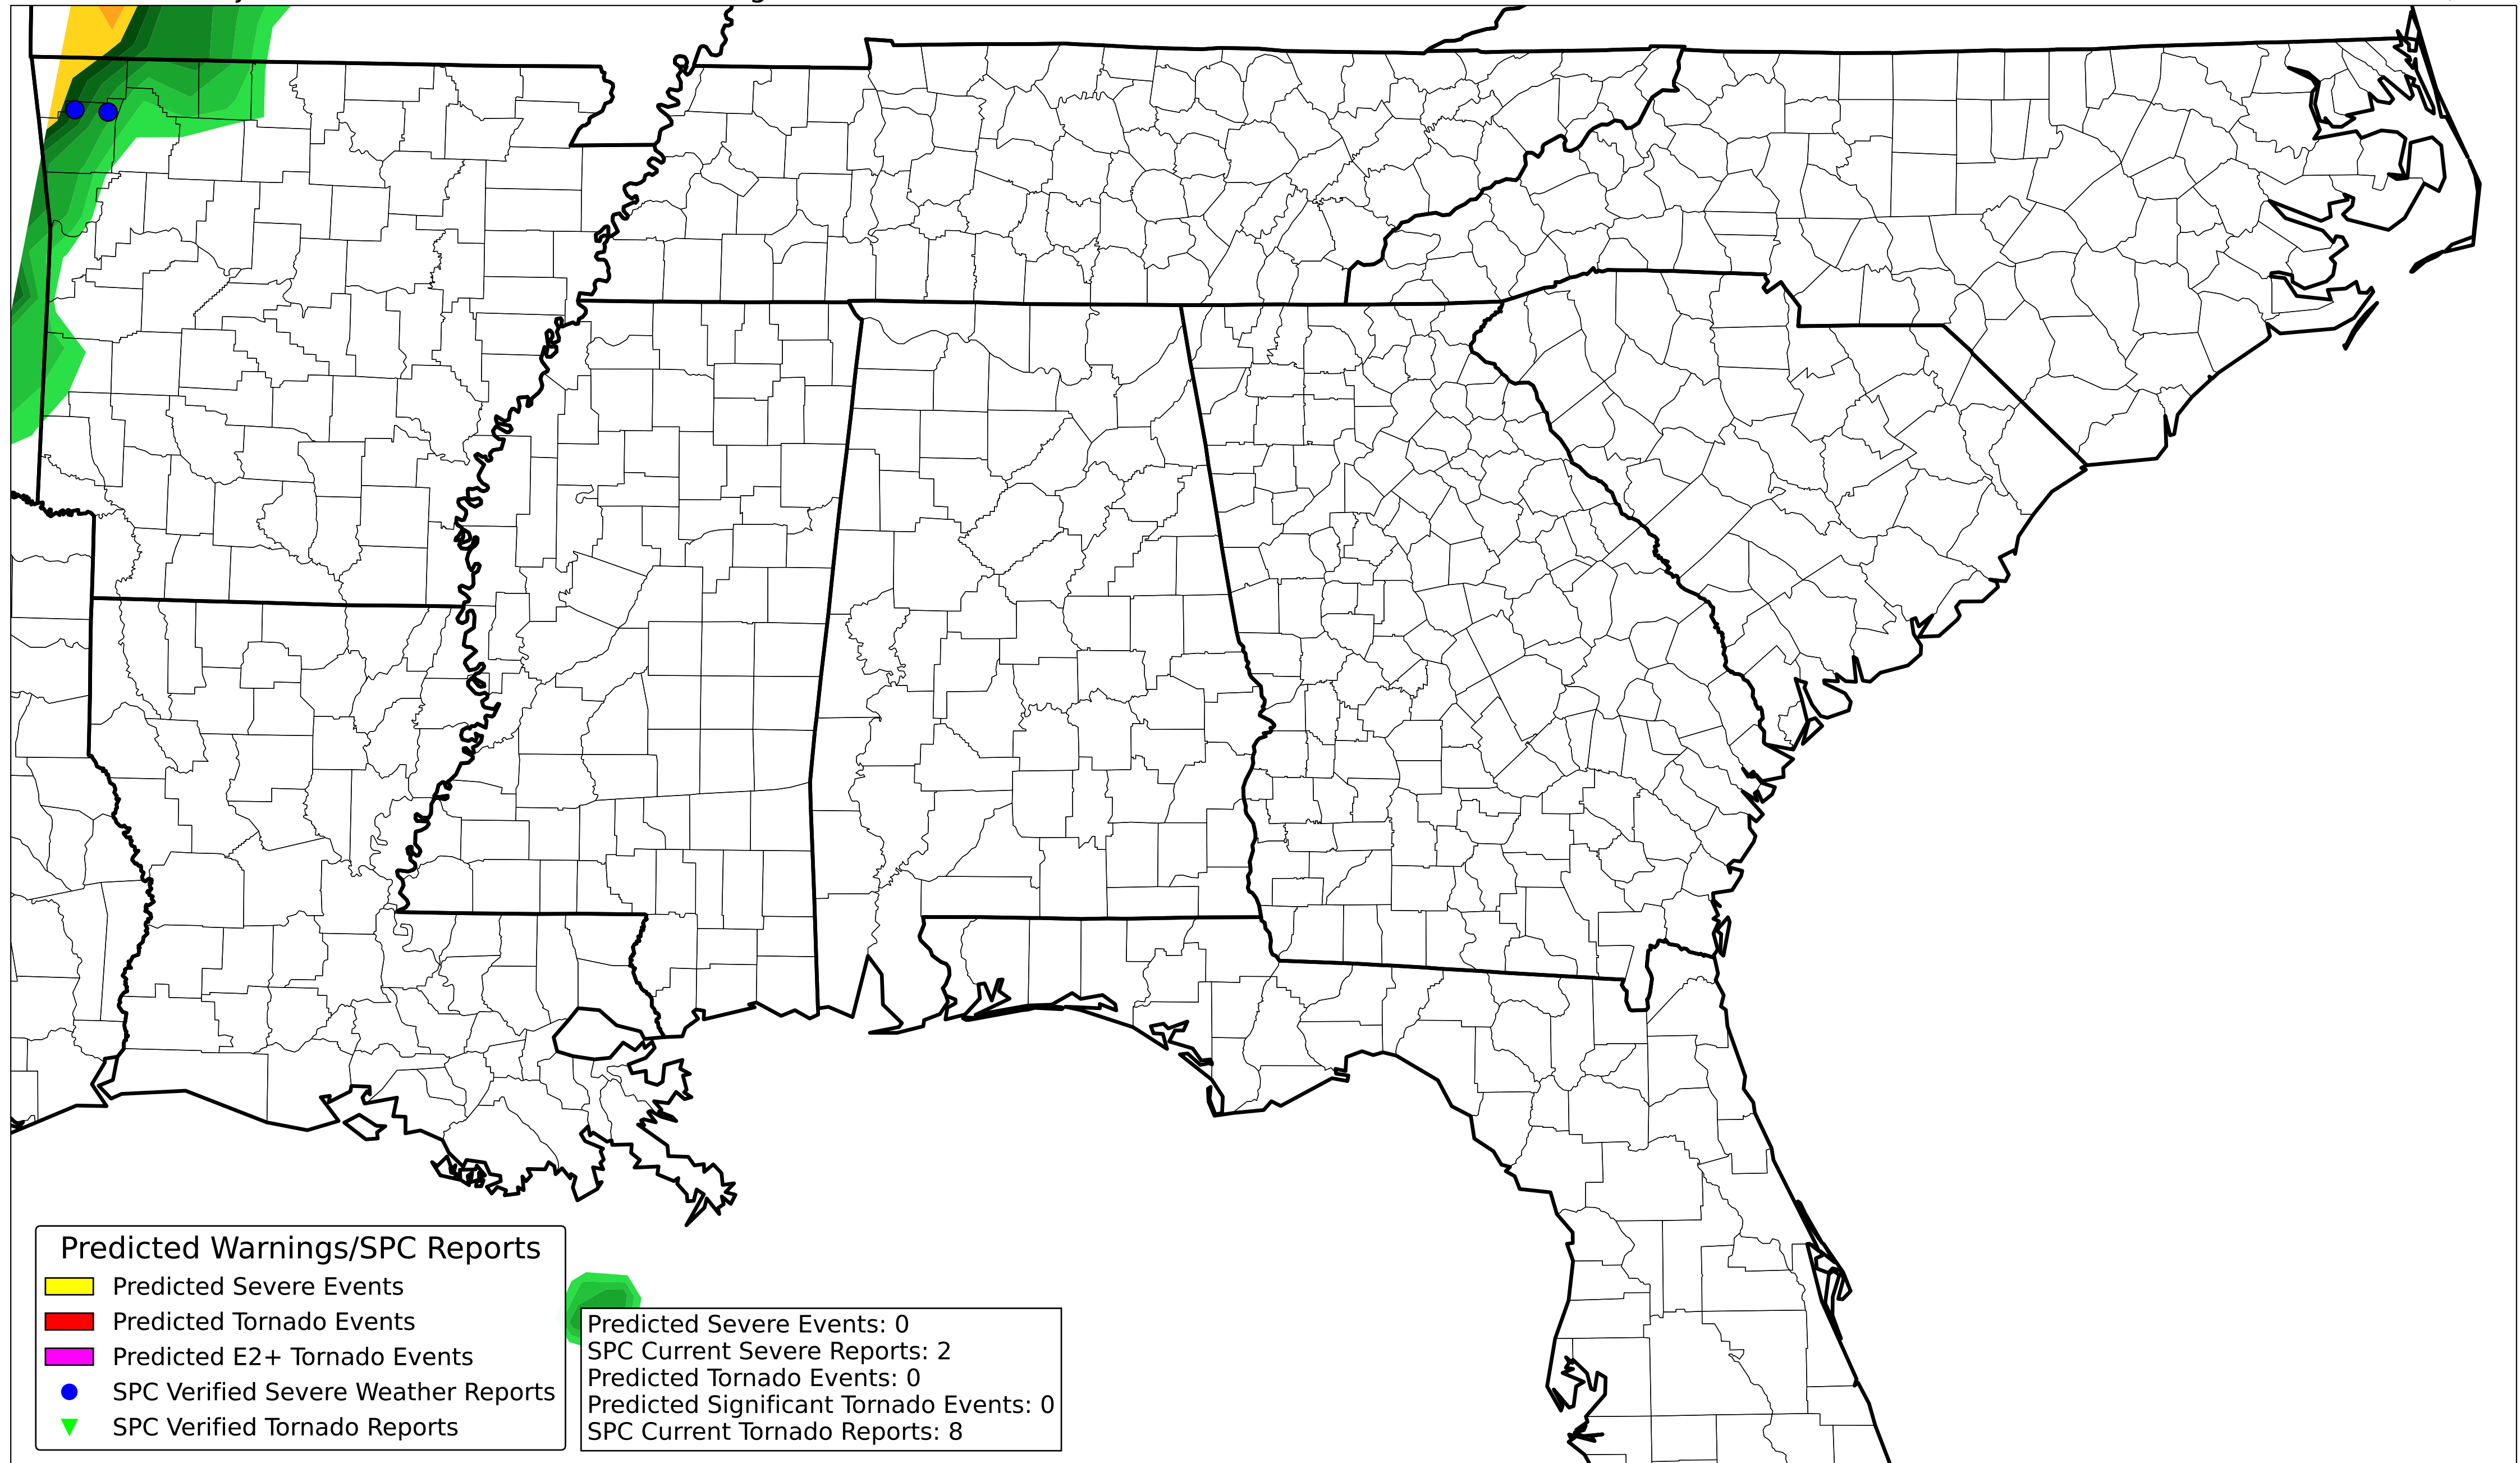 Predicted Warnings/SPC Reports
Predicted Severe Events
Predicted Tornado Events
Predicted E2+ Tornado Events
SPC Verified Severe Weather Reports
SPC Verified Tornado Reports
Predicted Severe Events: 0
SPC Current Severe Reports: 2
Predicted Tornado Events: 0
Predicted Significant Tornado Events: 0
SPC Current Tornado Reports: 8